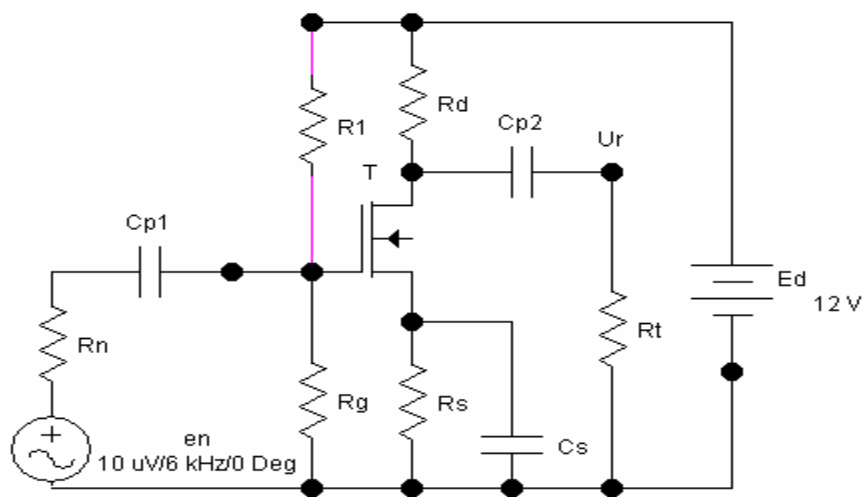 Rd
R1
Cp2
Ur
T
Cp1
Ed
12 V
Rn
Rt
Rg
Rs
Cs
en
10 uV/6 kHz/0 Deg